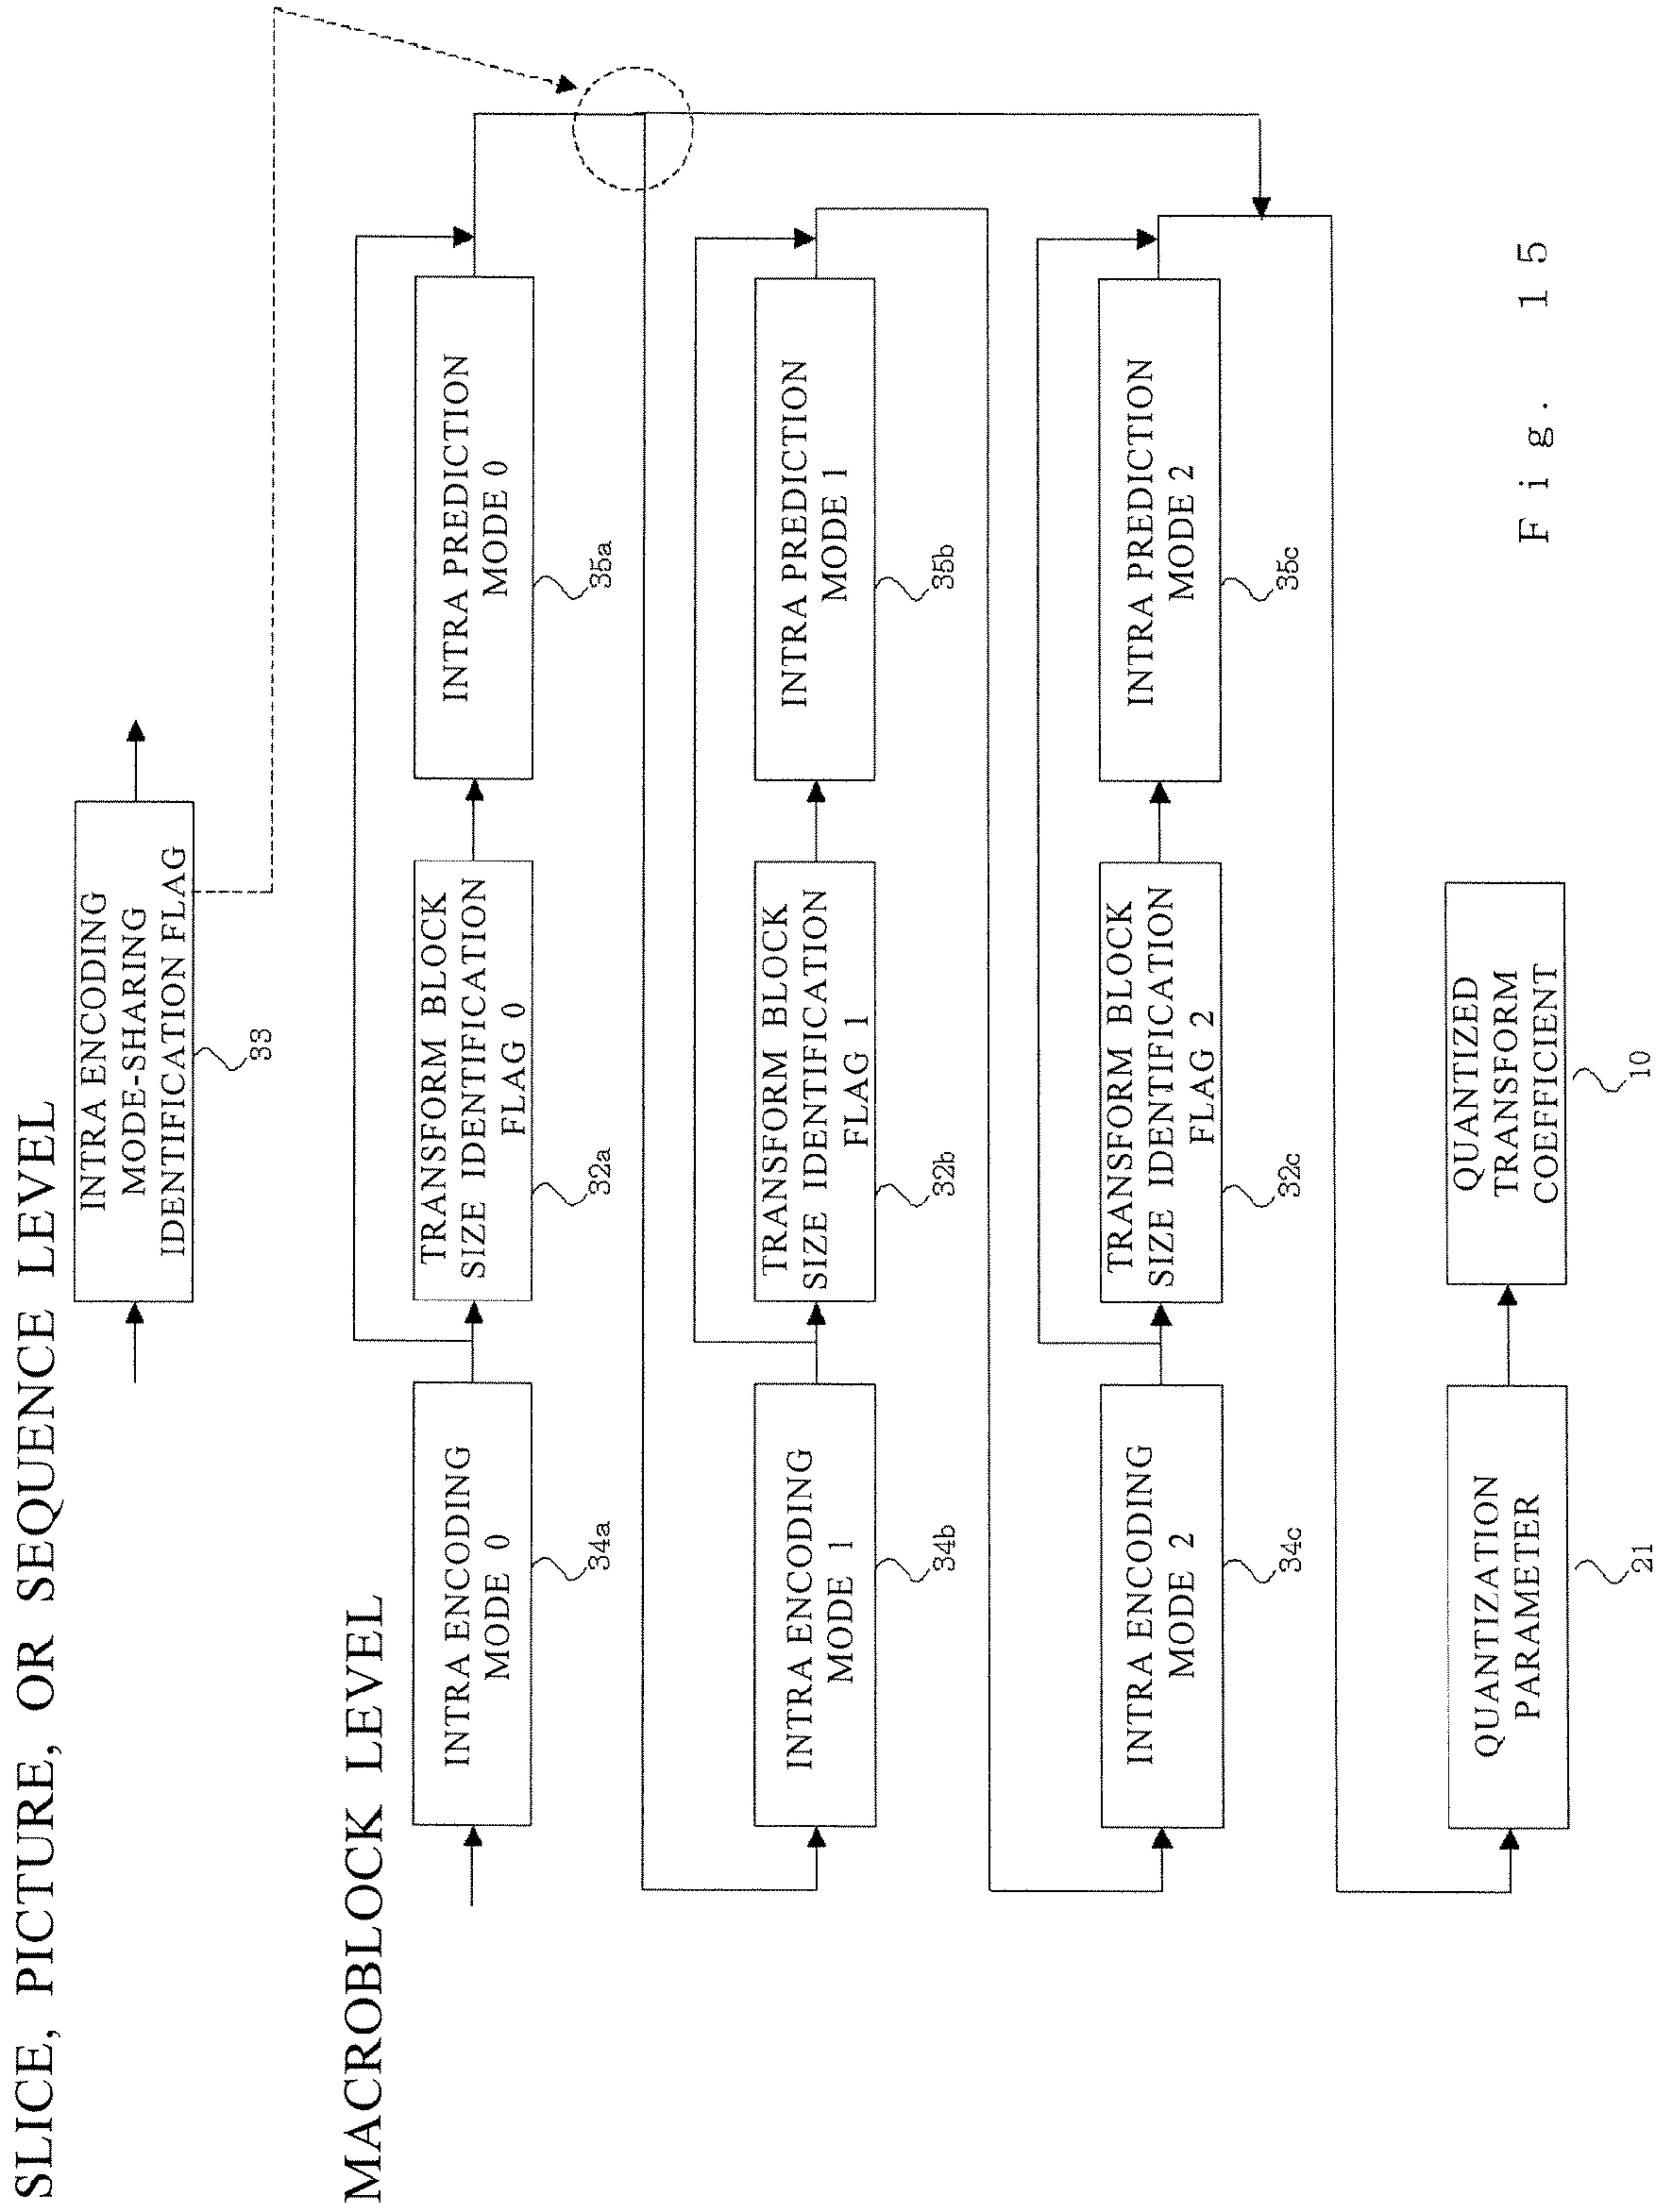 SLICE, PICTURE, OR SEQUENCE LEVEL
INTRA ENCODING
MODE-SHARING
IDENTIFICATION FLAG
33
MACROBLOCK LEVEL
INTRA ENCODING
MODE 0
34a
TRANSFORM BLOCK
SIZE IDENTIFICATION
FLAG 0
32a
INTRA PREDICTION
MODE 0
35a
INTRA ENCODING
MODE 1
34b
TRANSFORM BLOCK
SIZE IDENTIFICATION
FLAG 1
32b
INTRA PREDICTION
MODE 1
35b
INTRA ENCODING
MODE 2
34c
TRANSFORM BLOCK
SIZE IDENTIFICATION
FLAG 2
32c
INTRA PREDICTION
MODE 2
35c
QUANTIZATION
PARAMETER
21
QUANTIZED
TRANSFORM
COEFFICIENT
10
Fig. 15